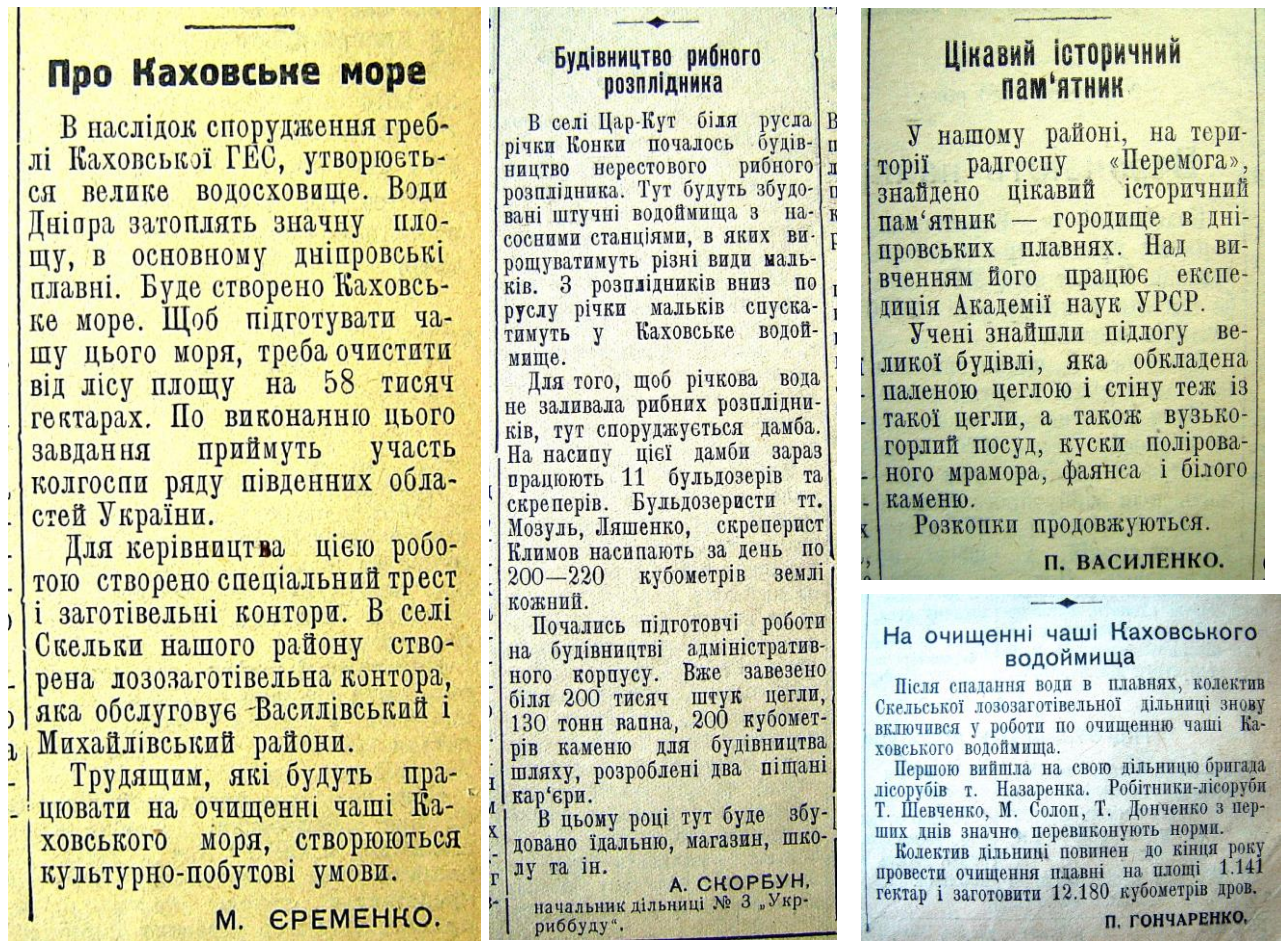 Про Каховське море
В наслідок спорудження греб-
лі Каховської ГЕС, утворюєть-
ся велике водосховище. Води
Дніпра затоплять значну пло-
щу, в основному дніпровські
плавні. Буде створено Каховсь-
ке море. Щоб підготувати ча-
шу цього моря, треба очистити
від лісу площу на 58 тисяч
гектарах. По виконанню цього
завдання приймуть участь
колгоспи ряду південних обла-
стей України.
Для керівництва цією робо-
тою створено спеціальний трест
і заготівельні контори. В селі
Скельки нашого району ство-
рена лозозаготівельна контора,
яка обслуговує Василівський і
Михайлівський райони.
Трудящим, які будуть пра-
цювати на очищенні чаші Ка-
ховського моря, створюються
культурно-побутові умови.
М. ЄРЕМЕНКО.
Будівництво рибного
розплідника
В селі Цар-Кут біля русла
річки Конки почалось будів-
ництво нерестового рибного
розплідника. Тут будуть збудо-
вані штучні водоймища з на-
сосними станціями, в яких ви-
рощуватимуть різні види маль-
ків. З розплідників вниз по
руслу річки мальків спуска-
тимуть у Каховське водой-
мище.
Для того, щоб річкова вода
не заливала рибних розплідни-
ків, тут споруджується дамба.
На насипу цієї дамби зараз
працюють 11 бульдозерів та
скреперів. Бульдозеристи тт.
Мозуль, Ляшенко, скреперист
Климов насипають за день по
200—220 кубометрів землі
кожний.
Почались підготовчі роботи
на будівництві адміністратив-
ного корпусу. Вже завезено
біля 200 тисяч штук цегли,
130 тонн вапна, 200 кубомет-
рів каменю для будівництва
шляху, розроблені два піщані
кар‘єри.
В цьому році тут буде збу-
довано їдальню, магазин, шко-
лу та ін.
А. СКОРБУН,
начальник дільниці № 3 „Укр-
риббуду“.
Цікавий історичний
пам‘ятник
У нашому районі, на тери-
торії радгоспу «Перемога»,
знайдено цікавий історичний
пам‘ятник — городище в дні-
провських плавнях. Над ви-
вченням його працює експе-
диція Академії наук УРСР.
Учені знайшли підлогу ве-
ликої будівлі, яка обкладена
паленою цеглою і стіну теж із
такої цегли, а також вузько-
горлий посуд, куски полірова-
ного мрамора, фаянса і білого
каменю.
Розкопки продовжуються.
П. ВАСИЛЕНКО.
На очищенні чаші Каховського
водоймища
Після спадання води в плавнях, колектив
Скельської лозозаготівельної дільниці знову
включився у роботи по очищенню чаші Ка-
ховського водоймища.
Першою вийшла на свою дільницю бригада
лісорубів т. Назаренка. Робітники-лісоруби
Т. Шевченко, М. Солоп, Т. Донченко з пер-
ших днів значно перевиконують норми.
Колектив дільниці повинен до кінця року
провести очищення плавні на площі 1.141
гектар і заготовити 12.180 кубометрів дров.
П. ГОНЧАРЕНКО.